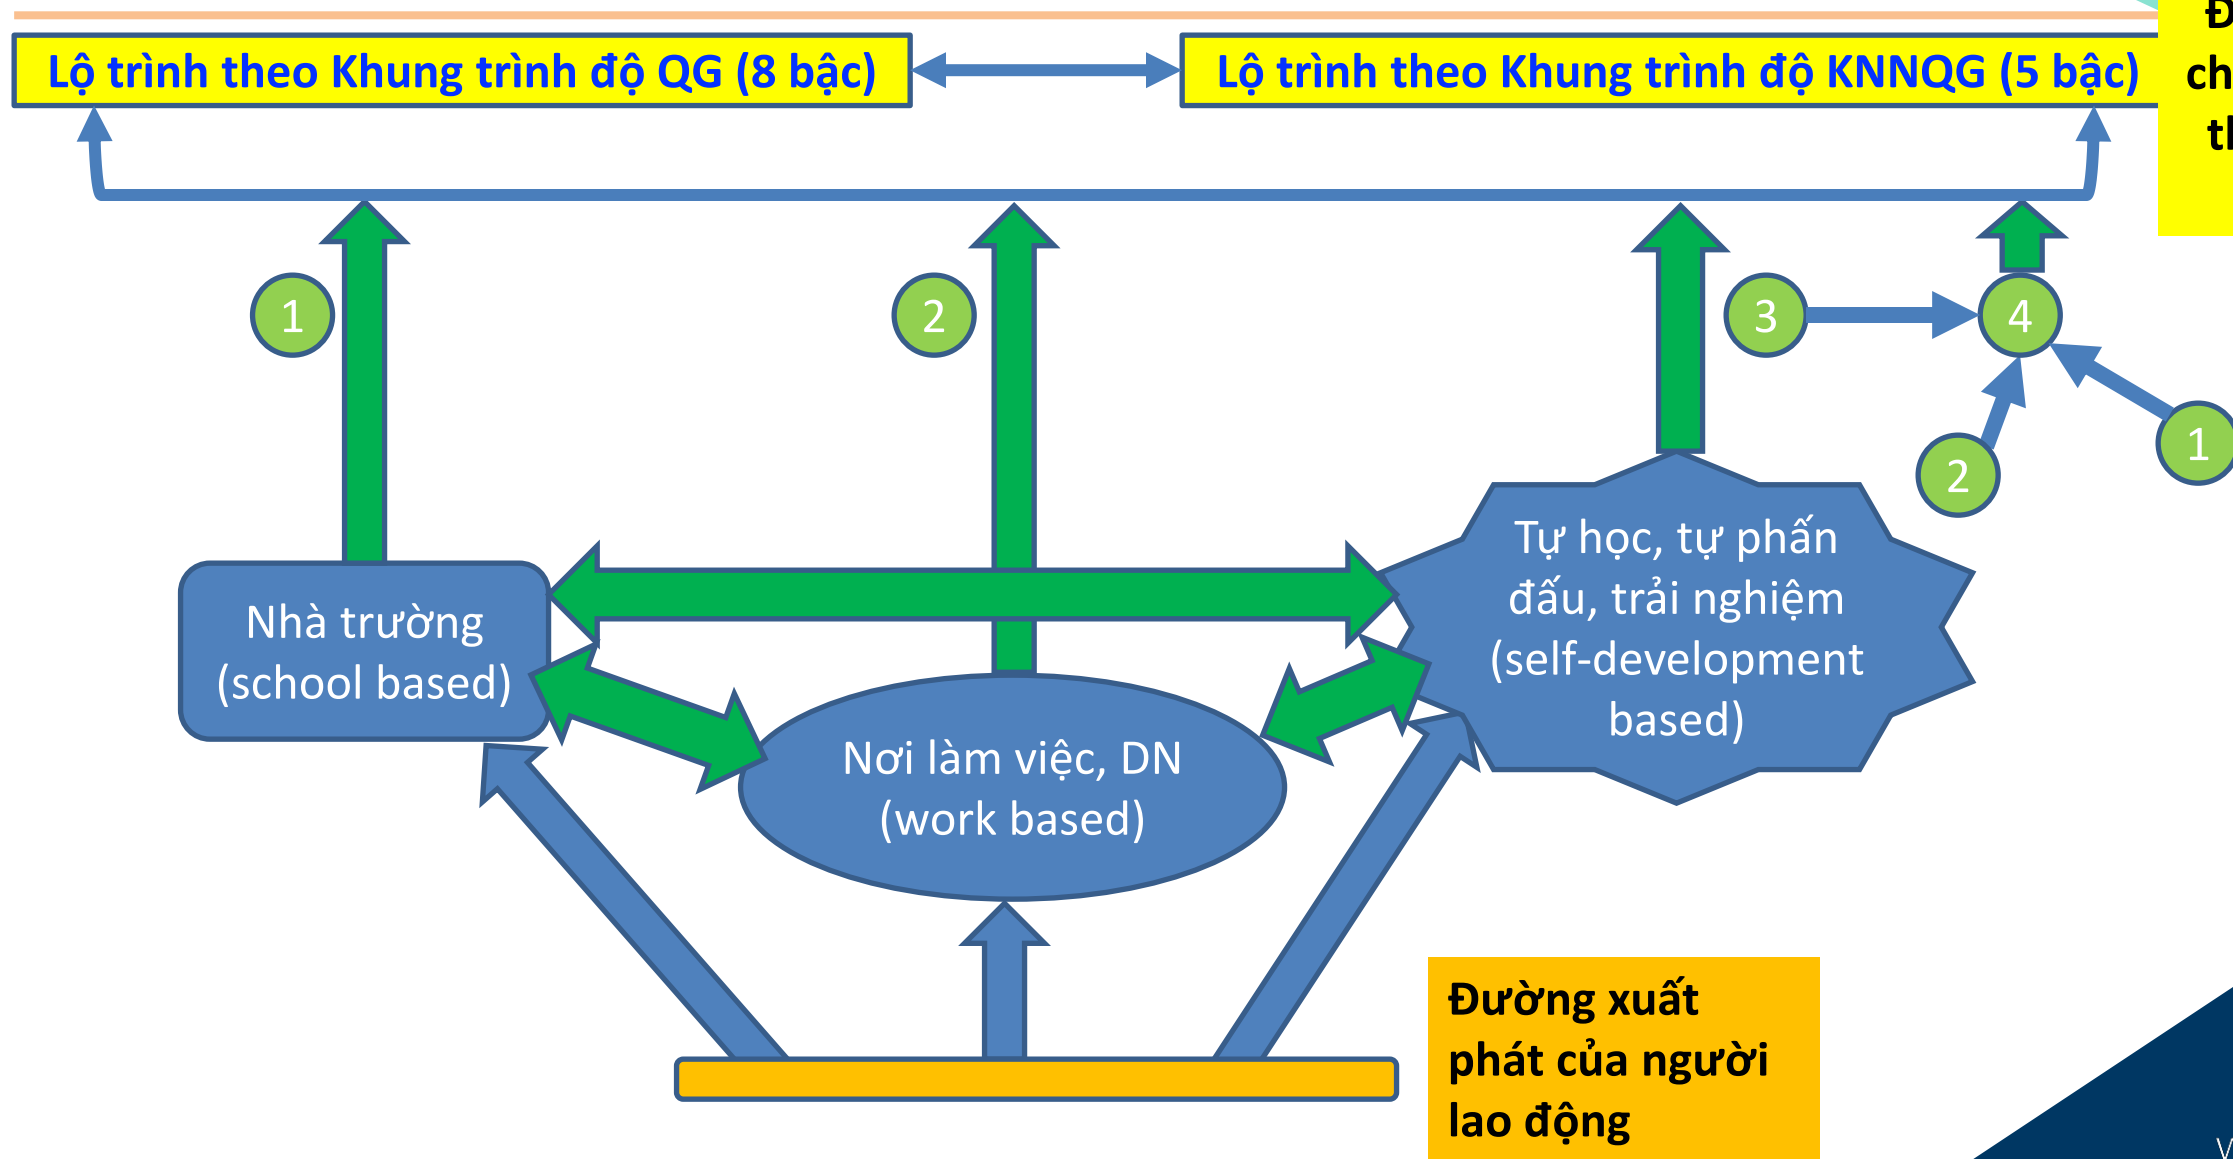 Lộ trình theo Khung trình độ QG (8 bậc)
Lộ trình theo Khung trình độ KNNQG (5 bậc)
1
2
3
4
2
1
Tự học, tự phấn
đấu, trải nghiệm
(self-development
based)
Nhà trường
(school based)
Nơi làm việc, DN
(work based)
Đường xuất
phát của người
lao động